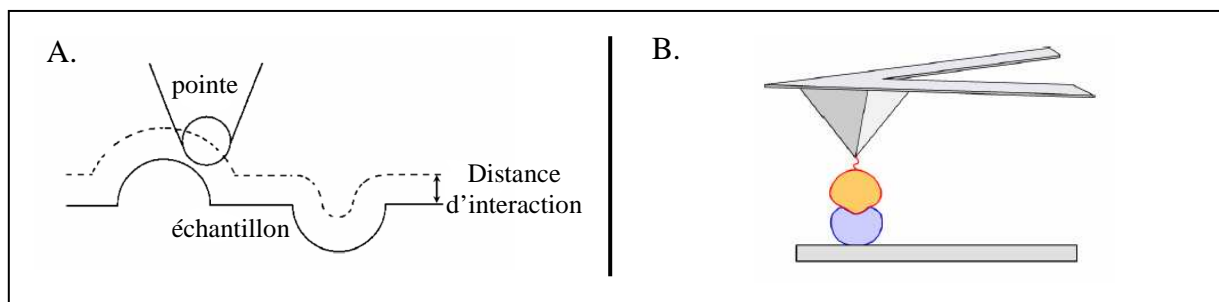 A.
pointe
échantillon
Distance
d’interaction
B.